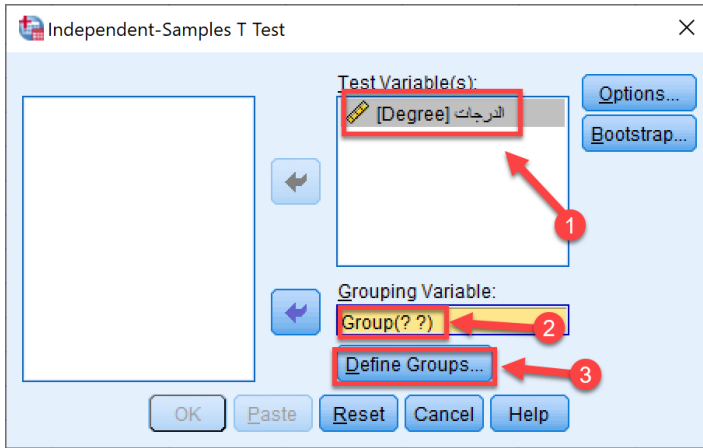 Independent-Samples T Test
Test Variable(s):
الدرجات [Degree]
Options...
Bootstrap...
1
Grouping Variable:
Group(? ?)
2
Define Groups...
3
OK
Paste
Reset
Cancel
Help